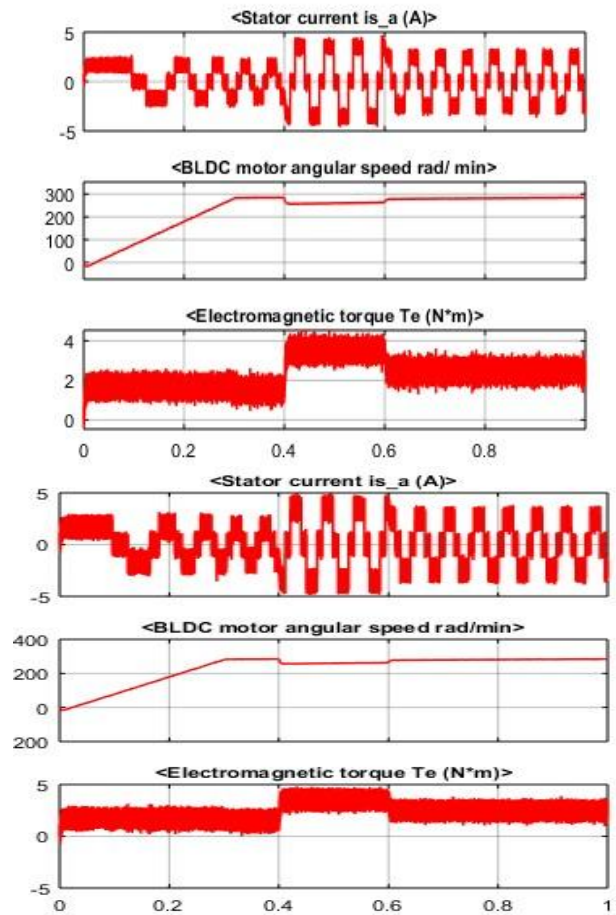 <Stator current is_a (A)>
5
0
-5
<BLDC motor angular speed rad/ min>
300
200
100
0
<Electromagnetic torque Te (N*m)>
4
2
0
0 0.2 0.4 0.6 0.8
<Stator current is_a (A)>
5
0
-5
<BLDC motor angular speed rad/min>
400
200
0
200
<Electromagnetic torque Te (N*m)>
5
0
-5
0 0.2 0.4 0.6 0.8 1